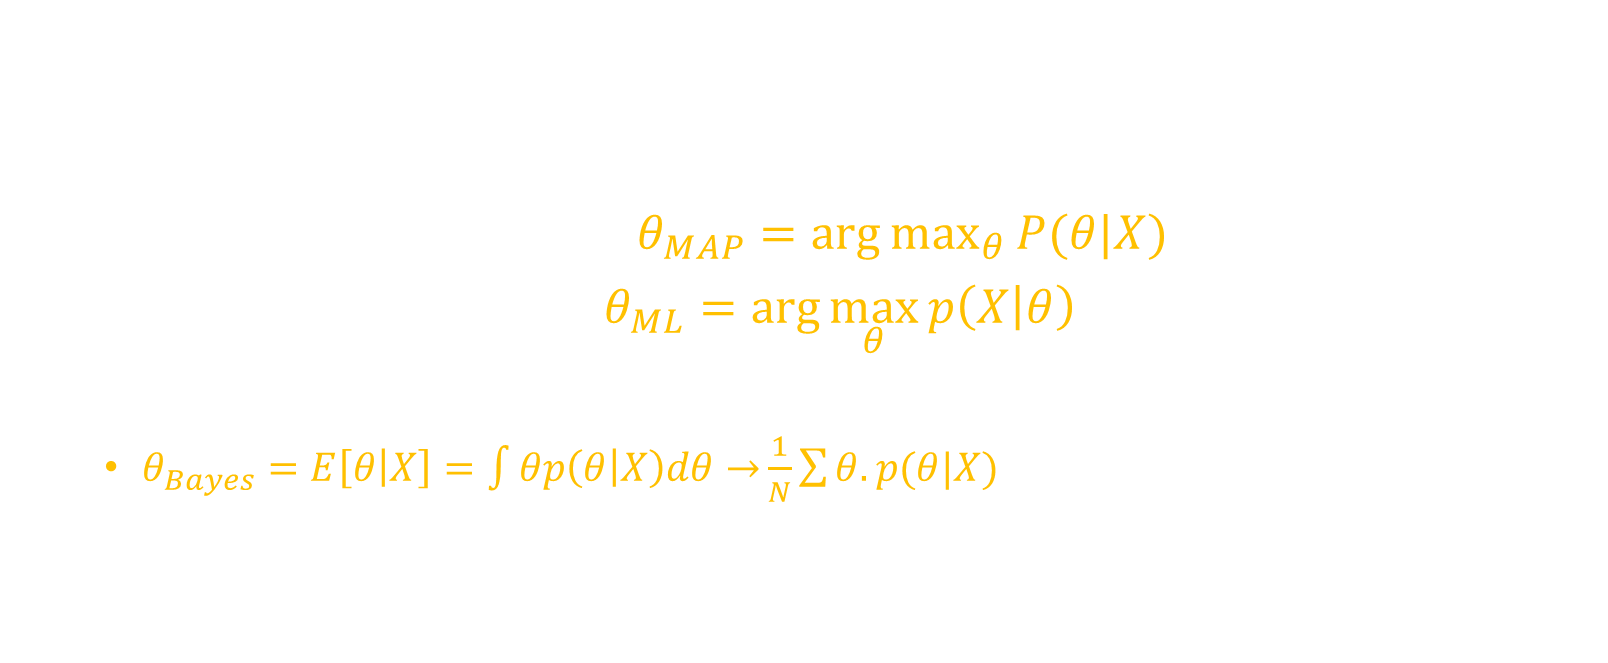 θ_MAP = arg max_θ P(θ|X)
θ_ML = arg max_θ p(X|θ)
• θ_Bayes = E[θ|X] = ∫ θp(θ|X)dθ → 1/N ∑ θ. p(θ|X)